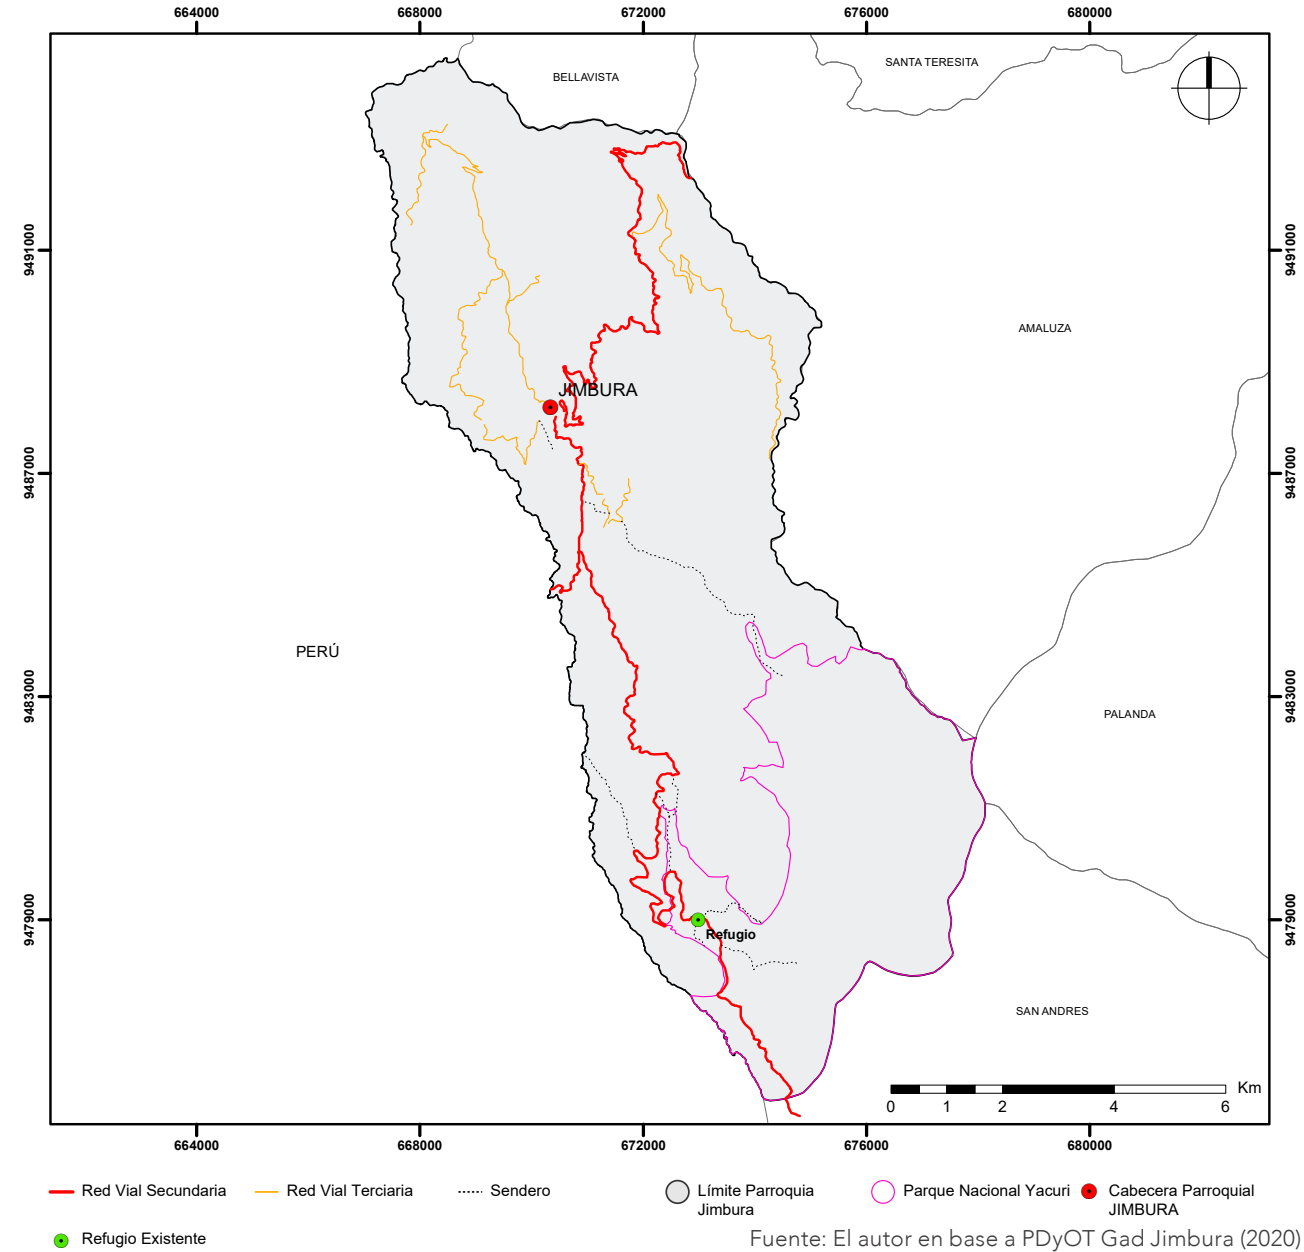 664000
668000
672000
676000
680000
BELLAVISTA
SANTA TERESITA
9491000
9491000
AMALUZA
JIMBURA
9487000
9487000
PERÚ
9483000
9483000
PALANDA
9479000
9479000
Refugio
SAN ANDRES
Km
0 1 2 4 6
664000
668000
672000
676000
680000
Red Vial Secundaria
Red Vial Terciaria
Sendero
Límite Parroquia
Jimbura
Parque Nacional Yacuri
Cabecera Parroquial
JIMBURA
Refugio Existente
Fuente: El autor en base a PDyOT Gad Jimbura (2020)